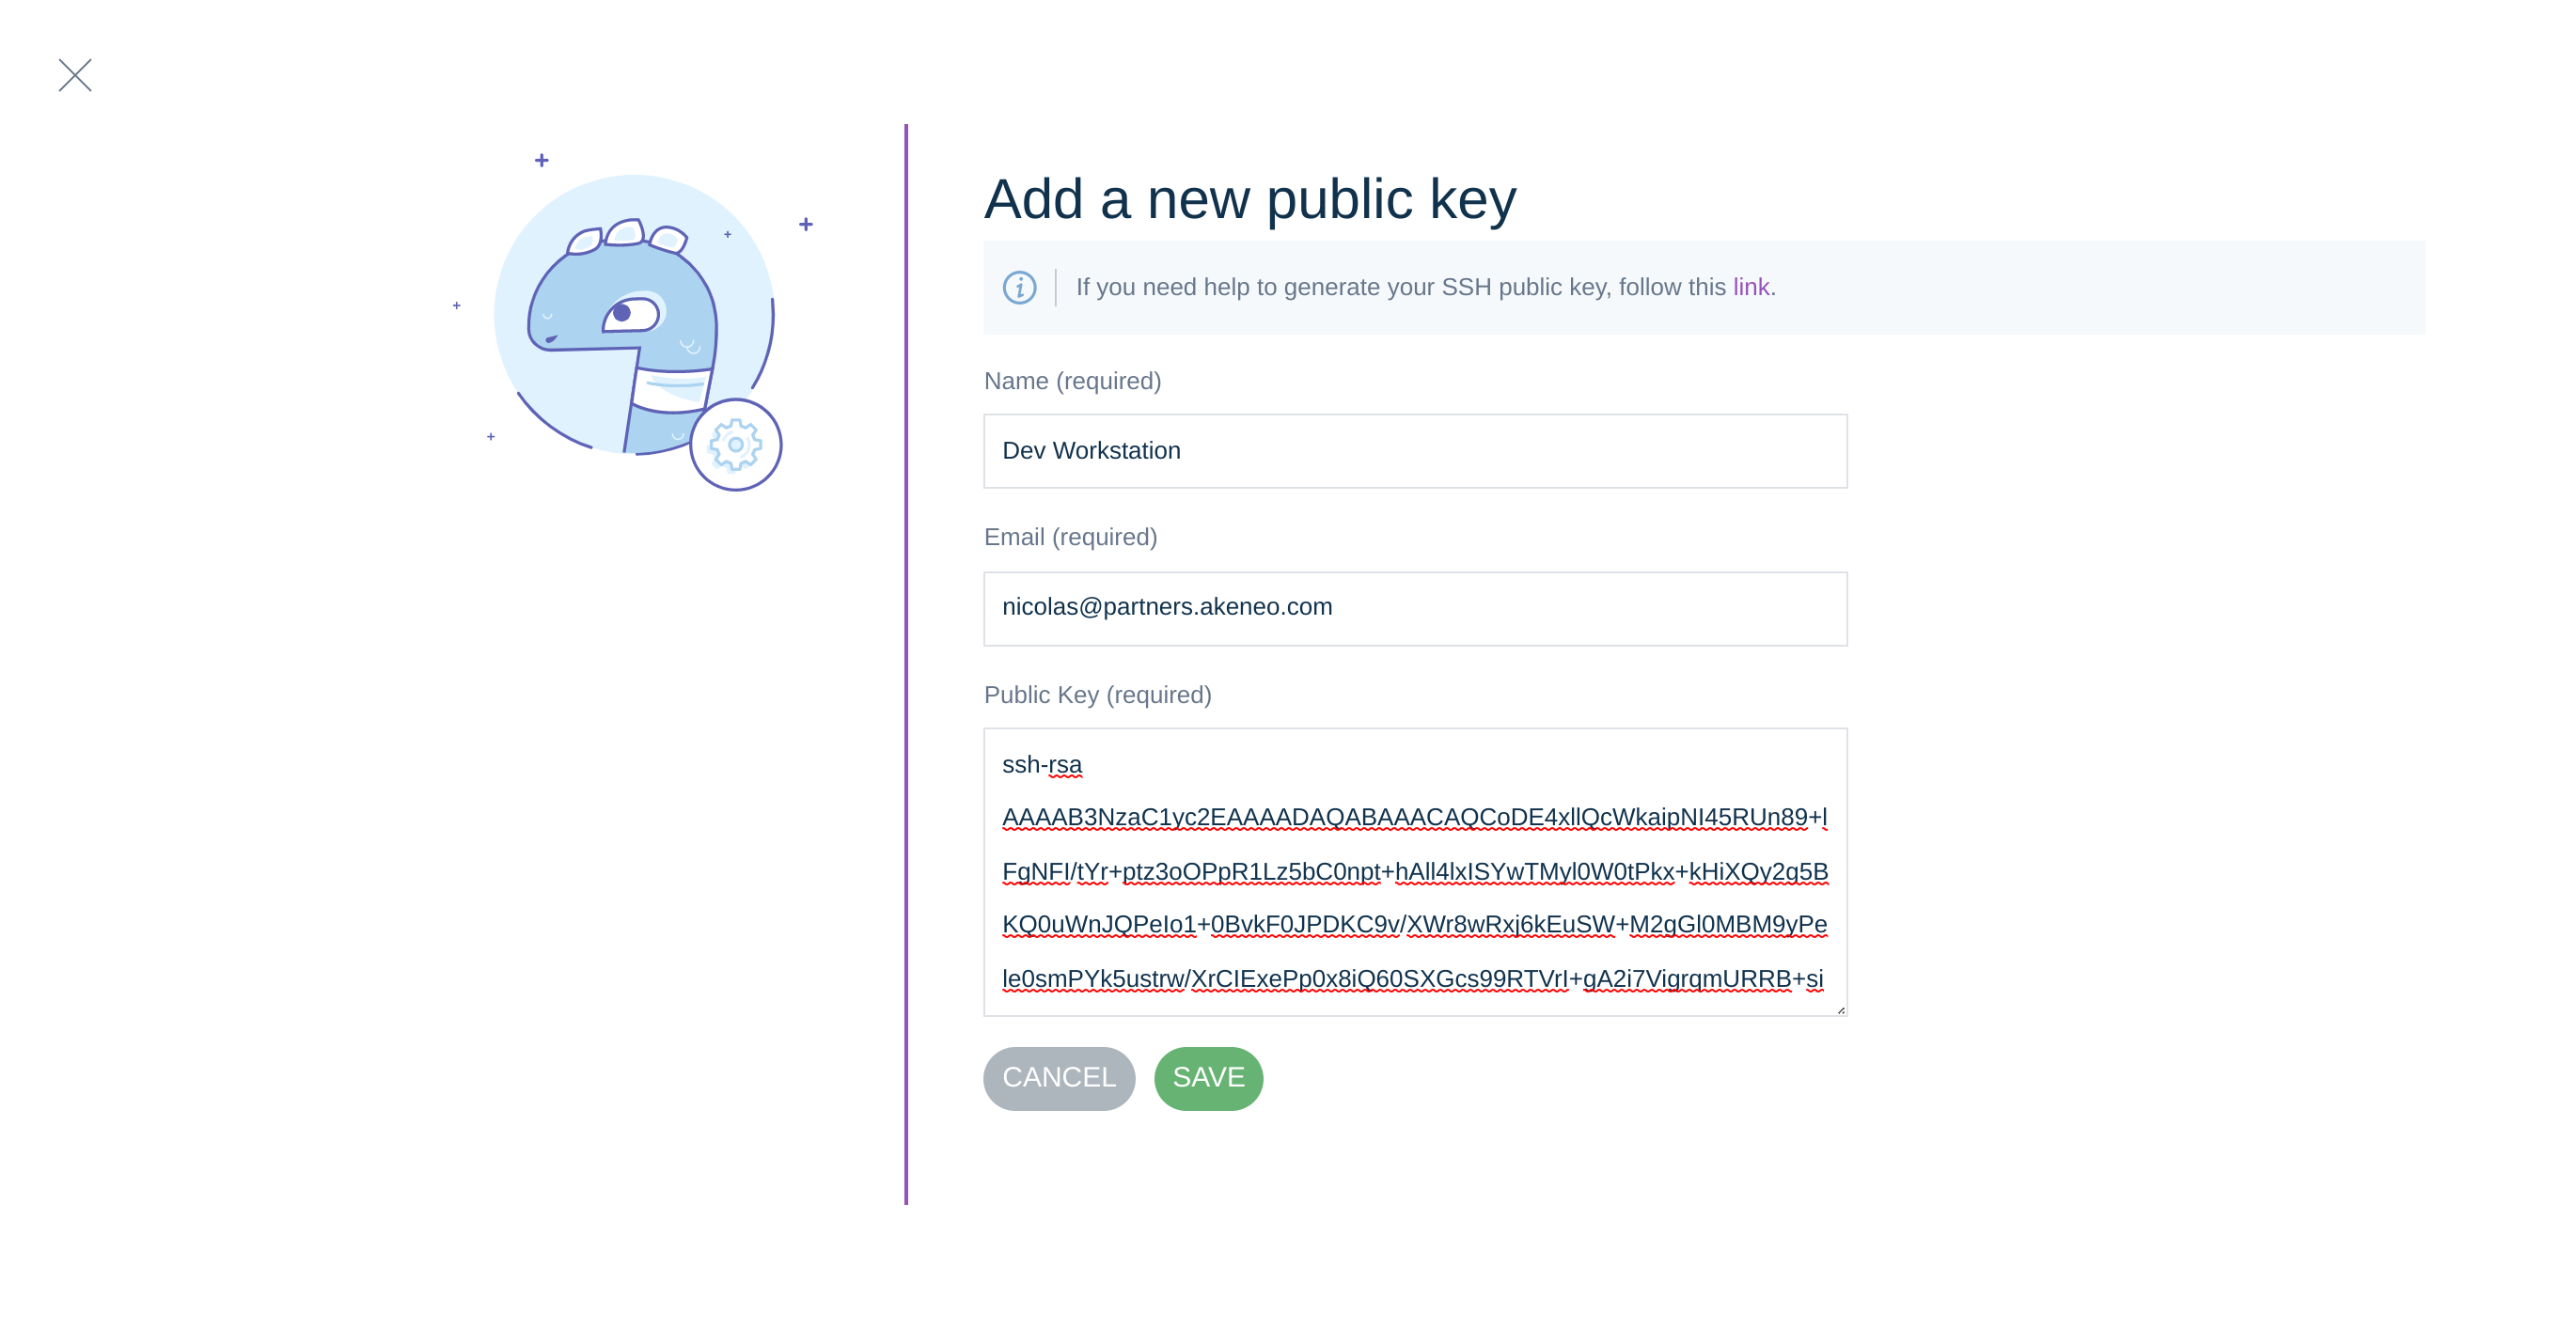 Add a new public key
If you need help to generate your SSH public key, follow this link.
Name (required)
Dev Workstation
Email (required)
nicolas@partners.akeneo.com
Public Key (required)
ssh-rsa
AAAAB3NzaC1yc2EAAAADAQABAAACAQCoDE4xllQcWkaipNI45RUn89+l
FgNFI/tYr+ptz3oOPpR1Lz5bC0npt+hAll4lxISYwTMyl0W0tPkx+kHiXQy2g5B
KQ0uWnJQPeIo1+0BvkF0JPDKC9v/XWr8wRxj6kEuSW+M2gGl0MBM9yPe
le0smPYk5ustrw/XrCIExePp0x8iQ60SXGcs99RTVrI+gA2i7VigrqmURRB+si
CANCEL
SAVE